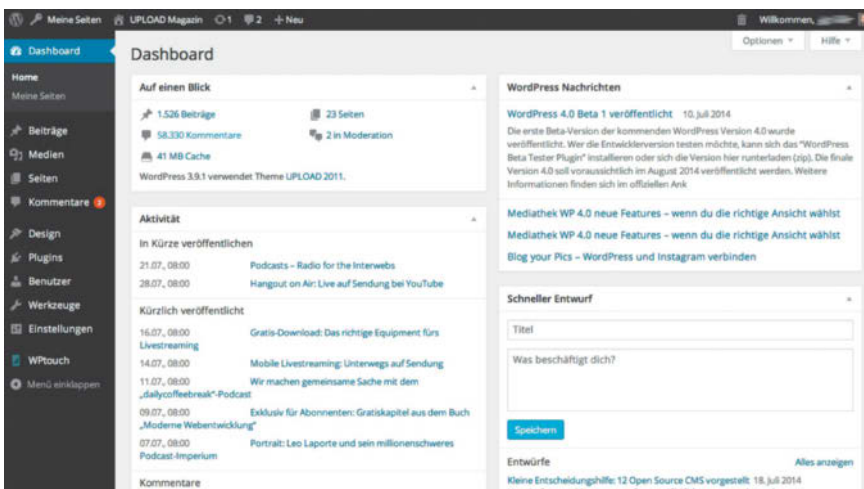 Meine Seiten UPLOAD Magazin 1 2 + Neu Willkommen,
Optionen Hilfe
Dashboard
Home
Meine Seiten
Beiträge
Medien
Seiten
Kommentare 2
Design
Plugins
Benutzer
Werkzeuge
Einstellungen
WPtouch
Menü einklappen
Dashboard
Auf einen Blick
1.526 Beiträge 23 Seiten
58.330 Kommentare 2 in Moderation
41 MB Cache
WordPress 3.9.1 verwendet Theme UPLOAD 2011.
Aktivität
In Kürze veröffentlichen
21.07., 08:00 Podcasts – Radio for the Interwebs
28.07., 08:00 Hangout on Air: Live auf Sendung bei YouTube
Kürzlich veröffentlicht
16.07., 08:00 Gratis-Download: Das richtige Equipment fürs
Livestreaming
14.07., 08:00 Mobile Livestreaming: Unterwegs auf Sendung
11.07., 08:00 Wir machen gemeinsame Sache mit dem
„dailycoffeebreak“-Podcast
09.07., 08:00 Exklusiv für Abonnenten: Gratiskapitel aus dem Buch
„Moderne Webentwicklung“
07.07., 08:00 Portrait: Leo Laporte und sein millionenschweres
Podcast-Imperium
Kommentare
WordPress Nachrichten
WordPress 4.0 Beta 1 veröffentlicht 10. Juli 2014
Die erste Beta-Version der kommenden WordPress Version 4.0 wurde
veröffentlicht. Wer die Entwicklerversion testen möchte, kann sich das "WordPress
Beta Tester Plugin" installieren oder sich die Version hier runterladen (zip). Die finale
Version 4.0 soll voraussichtlich im August 2014 veröffentlicht werden. Weitere
Informationen finden sich im offiziellen Ank
Mediathek WP 4.0 neue Features – wenn du die richtige Ansicht wählst
Mediathek WP 4.0 neue Features – wenn du die richtige Ansicht wählst
Blog your Pics – WordPress und Instagram verbinden
Schneller Entwurf
Titel
Was beschäftigt dich?
Speichern
Entwürfe Alles anzeigen
Kleine Entscheidungshilfe: 12 Open Source CMS vorgestellt 18. Juli 2014